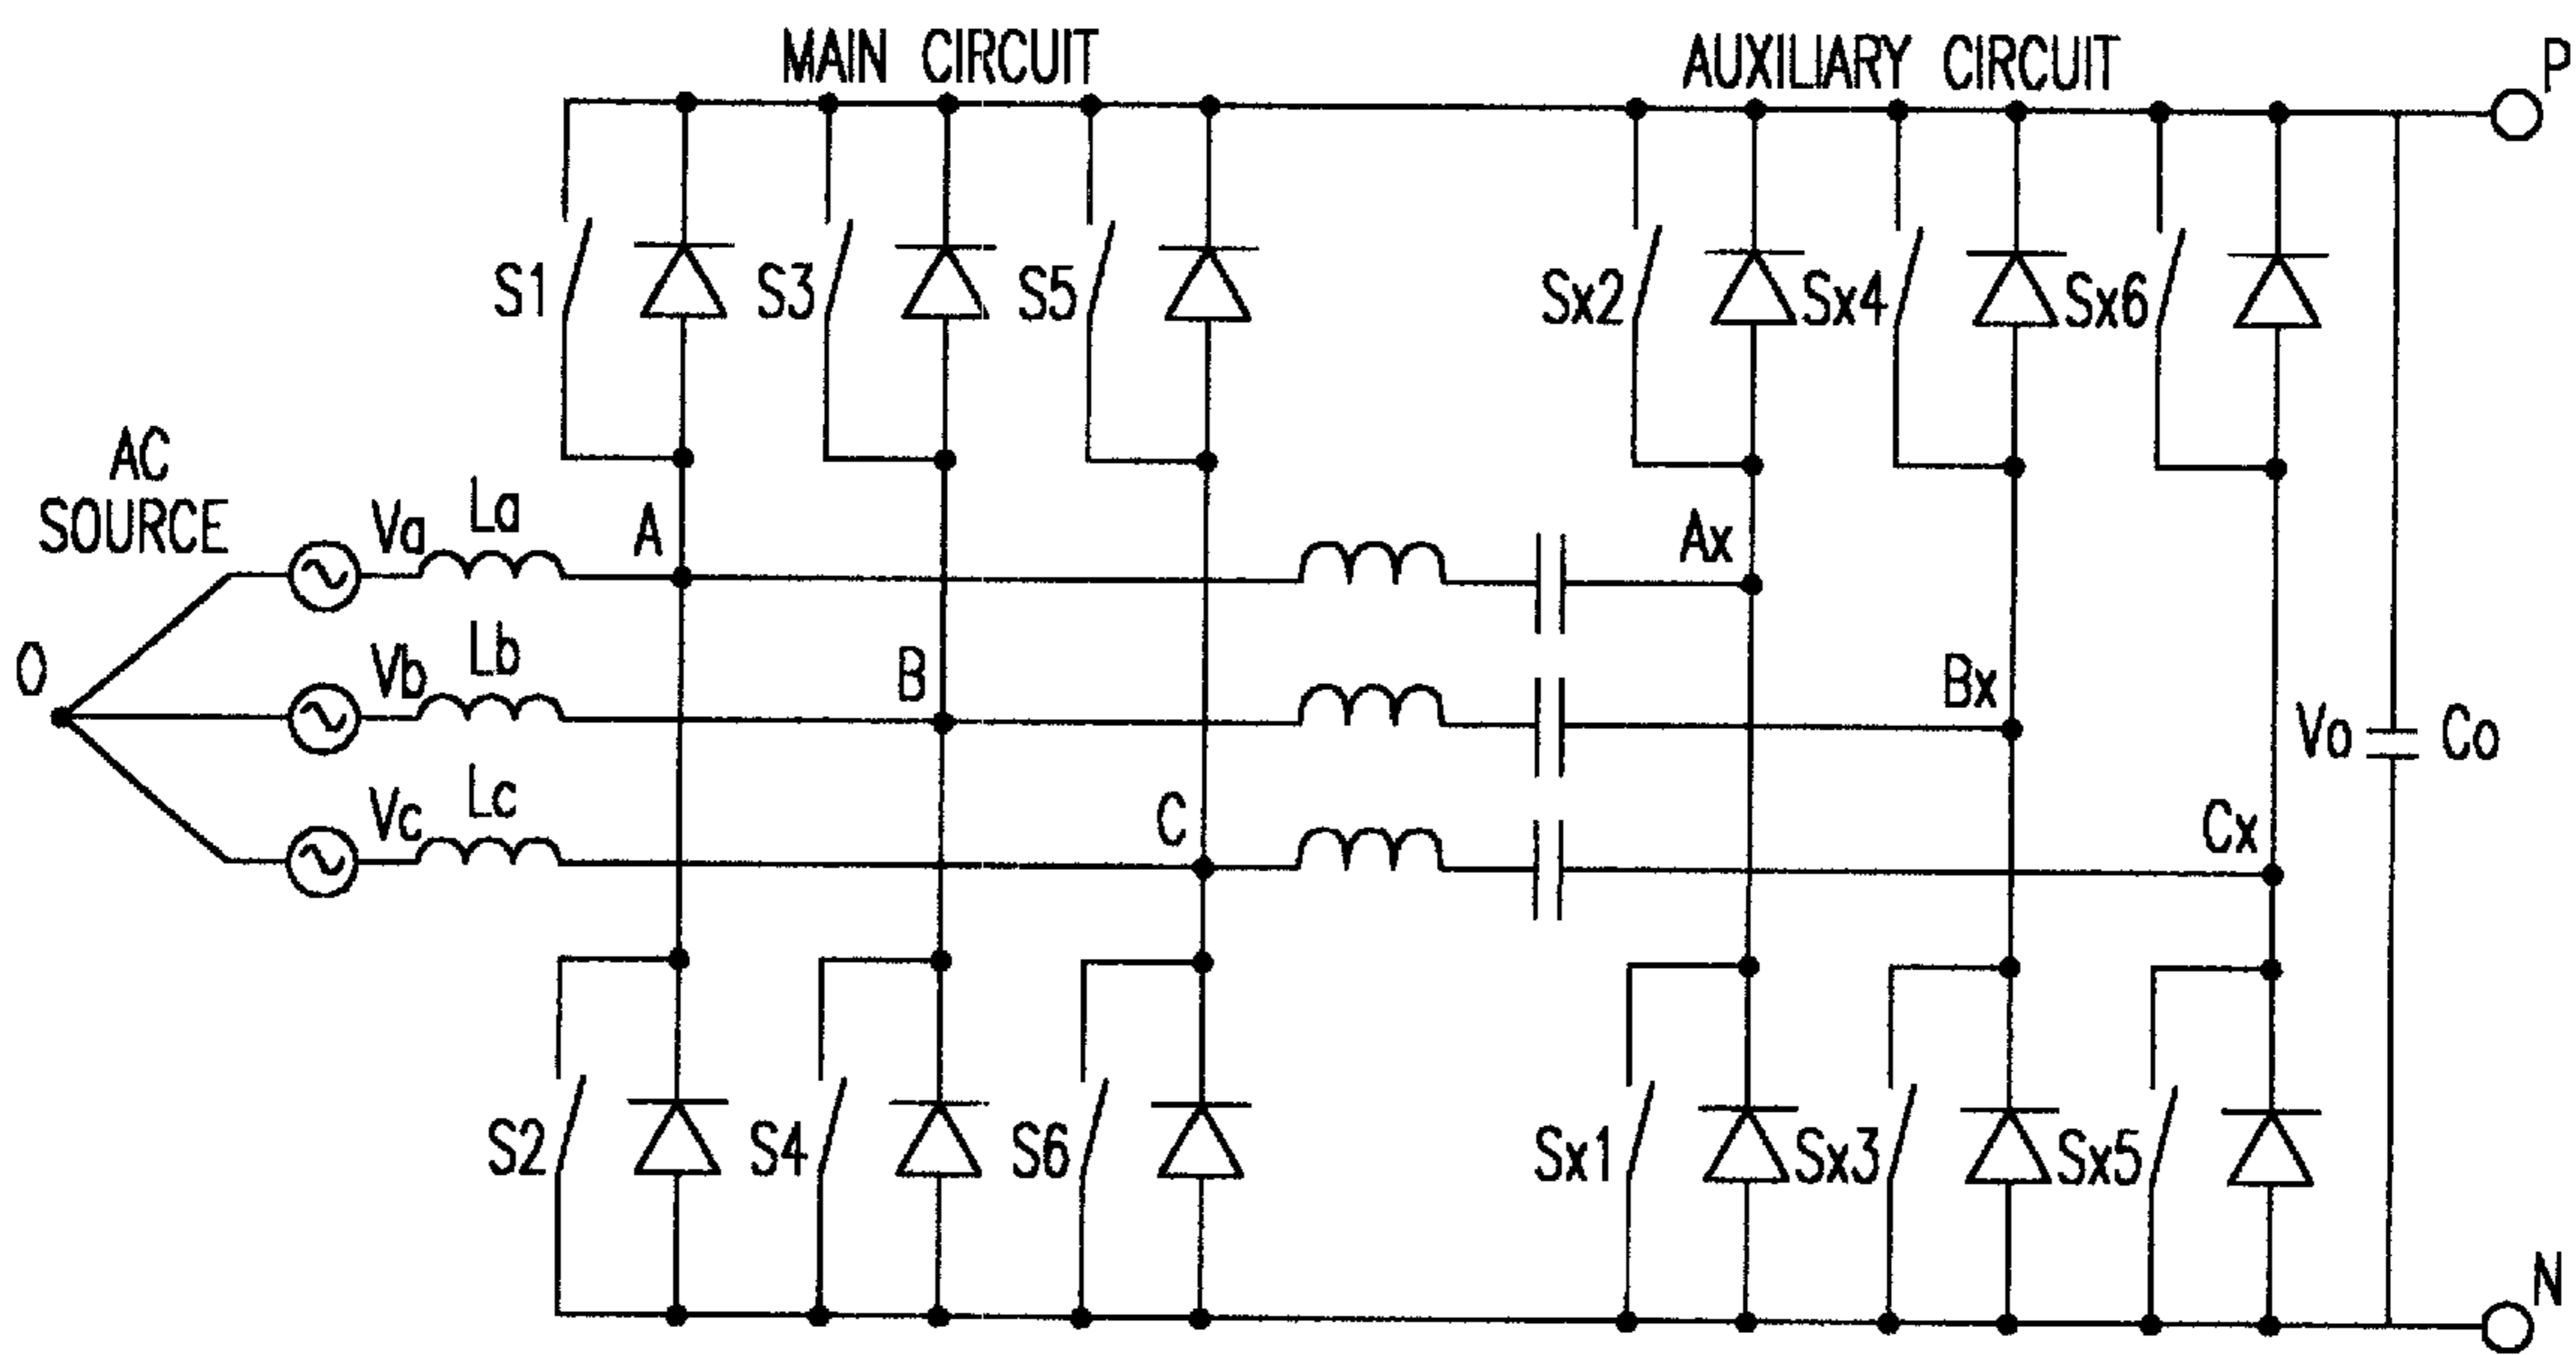 MAIN CIRCUIT
AUXILIARY CIRCUIT
P
S1
S3
S5
Sx2
Sx4
Sx6
AC
SOURCE
Va
La
A
Ax
O
Vb
Lb
B
Bx
Vo
Co
Vc
Lc
C
Cx
S2
S4
S6
Sx1
Sx3
Sx5
N